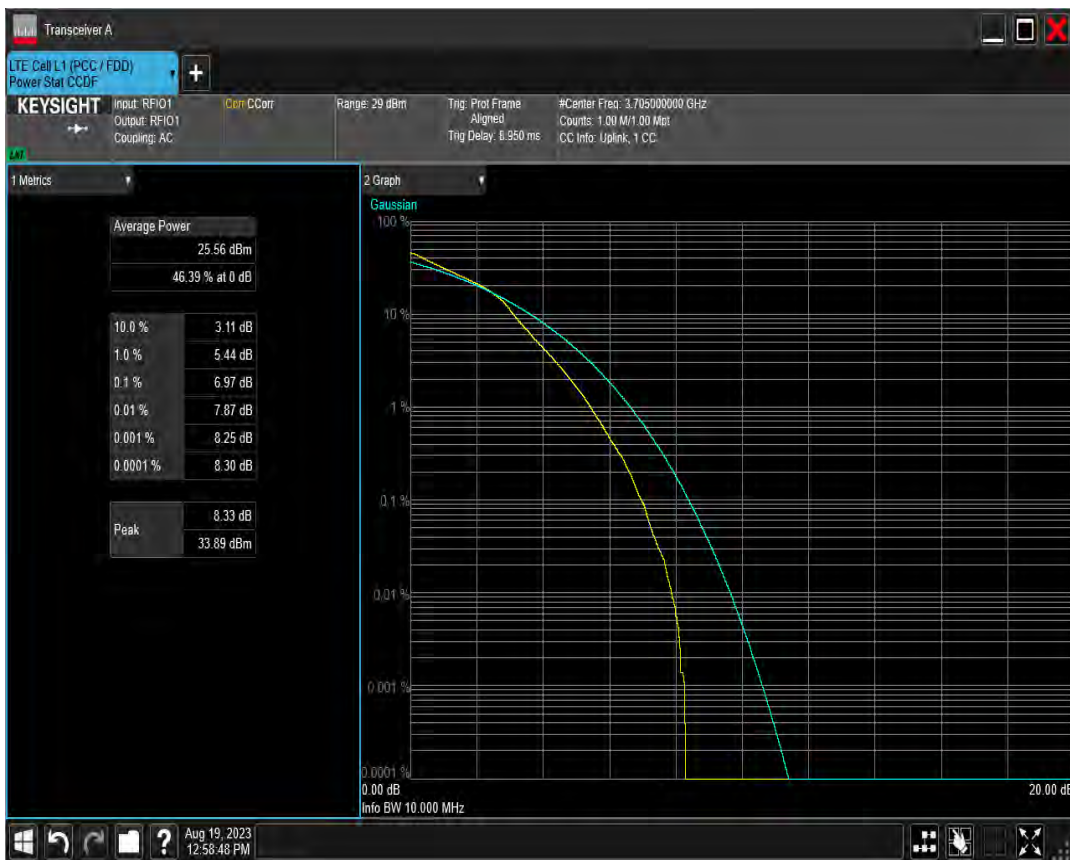 Transceiver A
LTE Cell L1 (PCC / FDD)
Power Stat CCDF
+
KEYSIGHT
Input: RFIO1
Output: RFIO1
Coupling: AC
Corr CCorr
Range: 29 dBm
Trig: Prot Frame
Aligned
Trig Delay: 8.950 ms
#Center Freq: 3.705000000 GHz
Counts: 1.00 M/1.00 Mpt
CC Info: Uplink, 1 CC
1 Metrics
Average Power
25.56 dBm
46.39 % at 0 dB
10.0 % 3.11 dB
1.0 % 5.44 dB
0.1 % 6.97 dB
0.01 % 7.87 dB
0.001 % 8.25 dB
0.0001 % 8.30 dB
Peak 8.33 dB
33.89 dBm
2 Graph
Gaussian
100 %
10 %
1 %
0.1 %
0.01 %
0.001 %
0.0001 %
0.00 dB 20.00 dB
Info BW 10.000 MHz
?
Aug 19, 2023
12:58:48 PM